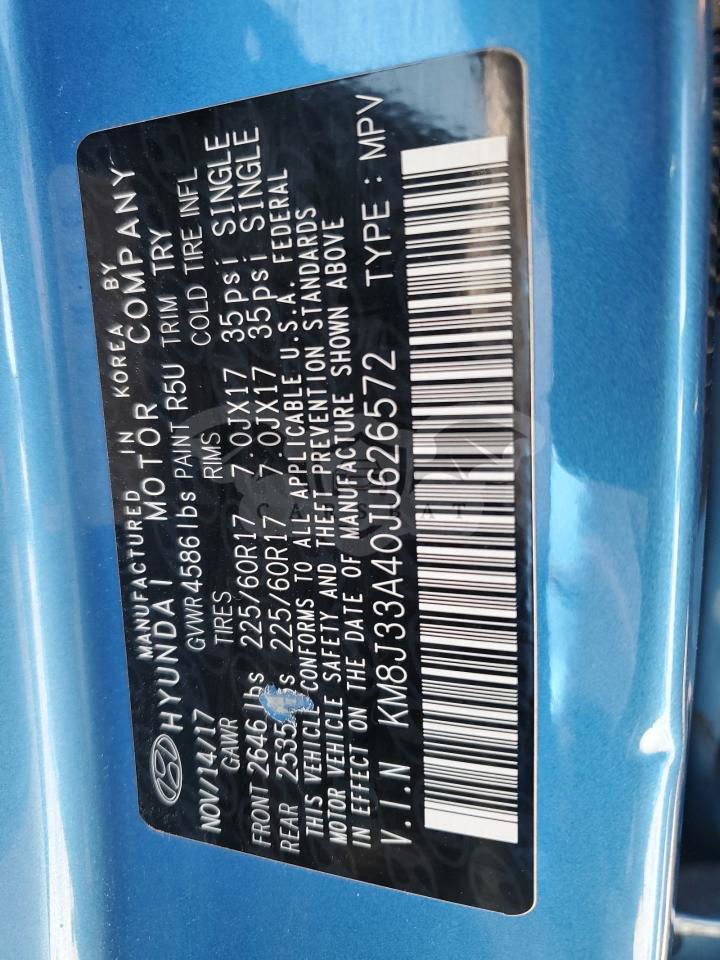 MANUFACTURED IN KOREA BY
HYUNDAI MOTOR COMPANY
NOV/14/17 GVWR 4586 lbs PAINT R5U TRIM TRY
GAWR TIRES RIMS COLD TIRE INFL
FRONT 2646 lbs 225/60R17 7.0JX17 35psi SINGLE
REAR 2535 s 225/60R17 7.0JX17 35psi SINGLE
THIS VEHICLE CONFORMS TO ALL APPLICABLE U.S.A. FEDERAL
MOTOR VEHICLE SAFETY AND THEFT PREVENTION STANDARDS
IN EFFECT ON THE DATE OF MANUFACTURE SHOWN ABOVE
V.I.N KM8J33A40JU626572 TYPE : MPV